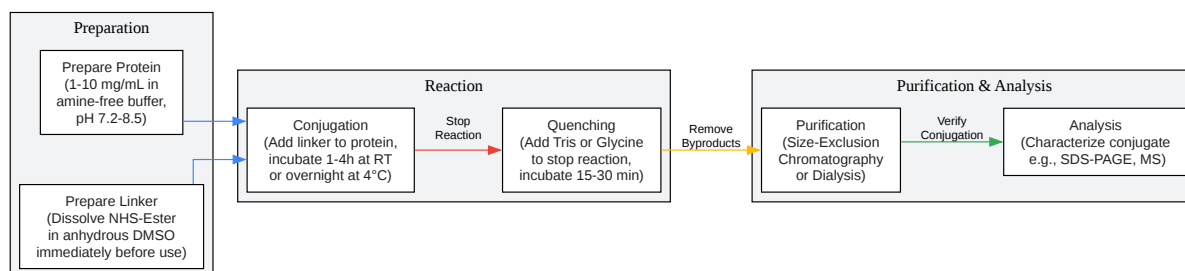 Preparation
Prepare Protein
(1-10 mg/mL in
amine-free buffer,
pH 7.2-8.5)
Prepare Linker
(Dissolve NHS-Ester
in anhydrous DMSO
immediately before use)
Reaction
Conjugation
(Add linker to protein,
incubate 1-4h at RT
or overnight at 4°C)
Stop
Reaction
Quenching
(Add Tris or Glycine
to stop reaction,
incubate 15-30 min)
Remove
Byproducts
Purification & Analysis
Purification
(Size-Exclusion
Chromatography
or Dialysis)
Verify
Conjugation
Analysis
(Characterize conjugate
e.g., SDS-PAGE, MS)